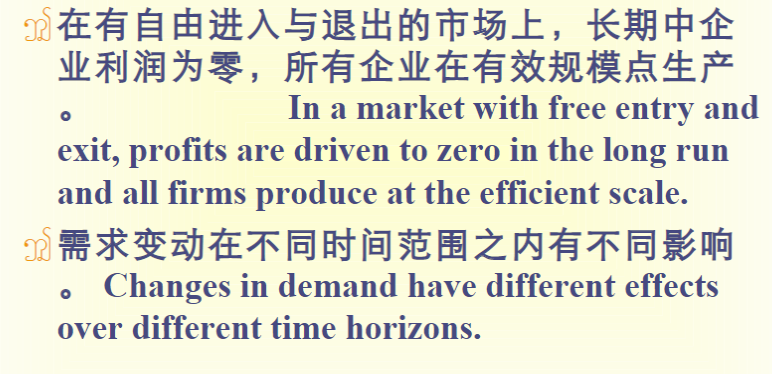 在有自由进入与退出的市场上，长期中企
业利润为零，所有企业在有效规模点生产
。 In a market with free entry and
exit, profits are driven to zero in the long run
and all firms produce at the efficient scale.
需求变动在不同时间范围之内有不同影响
。 Changes in demand have different effects
over different time horizons.